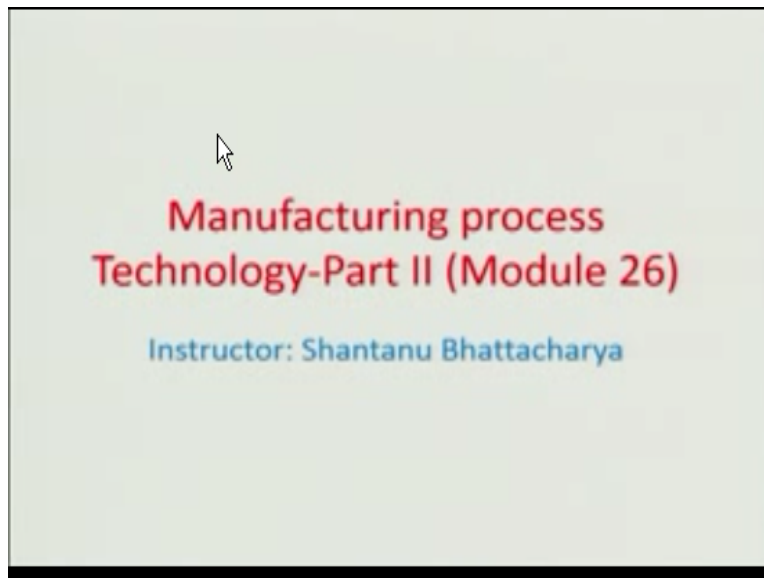 Manufacturing process
Technology-Part II (Module 26)
Instructor: Shantanu Bhattacharya